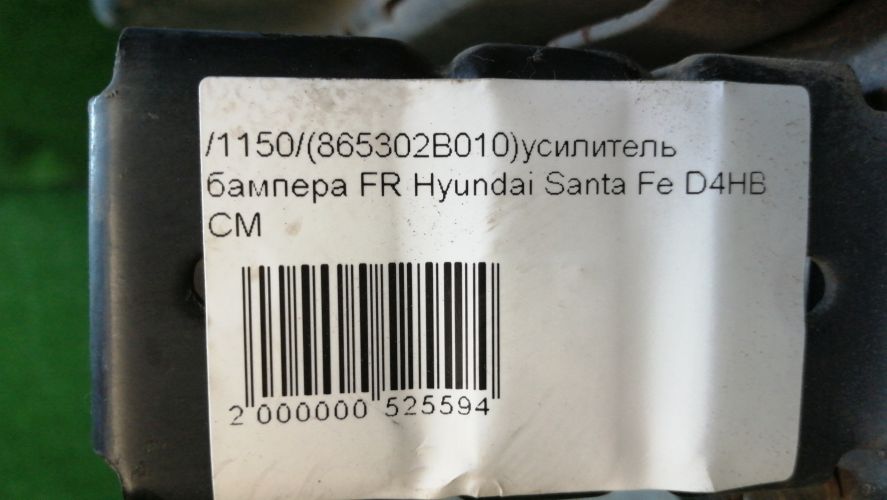 /1150/(865302B010)усилитель
бампера FR Hyundai Santa Fe D4HB
CM
2 000000 525594